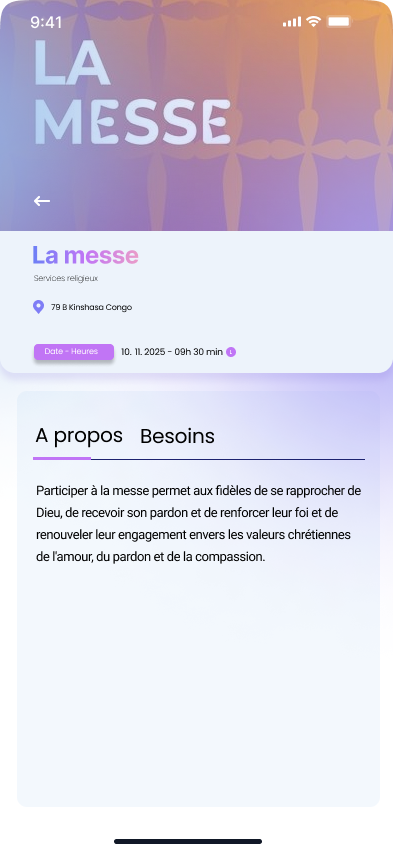 9:41
LA
MESSE
La messe
Services religieux
79 B Kinshasa Congo
Date - Heures 10. 11. 2025 - 09h 30 min
A propos Besoins
Participer à la messe permet aux fidèles de se rapprocher de
Dieu, de recevoir son pardon et de renforcer leur foi et de
renouveler leur engagement envers les valeurs chrétiennes
de l'amour, du pardon et de la compassion.